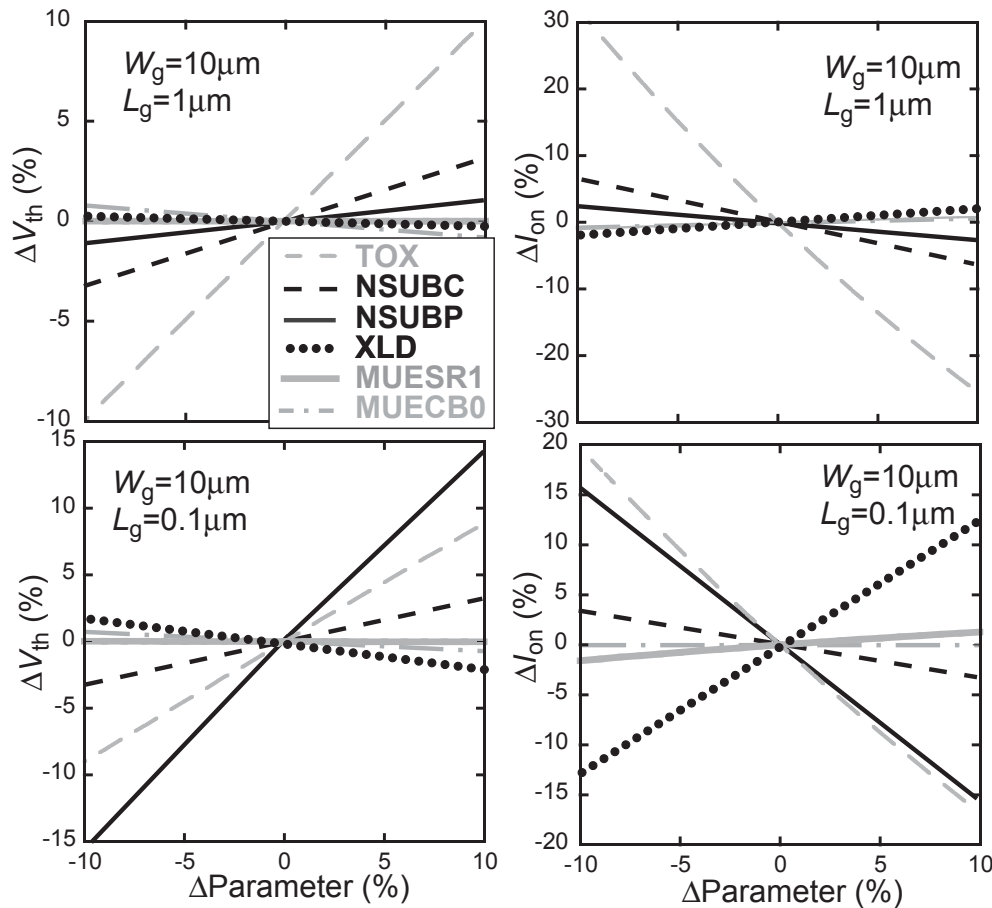 10
5
0
-5
-10
ΔVth (%)
Wg=10μm
Lg=1μm
TOX
NSUBC
NSUBP
XLD
MUESR1
MUECB0
30
20
10
0
-10
-20
-30
ΔIon (%)
Wg=10μm
Lg=1μm
15
10
5
0
-5
-10
-15
ΔVth (%)
Wg=10μm
Lg=0.1μm
-10 -5 0 5 10
ΔParameter (%)
20
15
10
5
0
-5
-10
-15
20
ΔIon (%)
Wg=10μm
Lg=0.1μm
-10 -5 0 5 10
ΔParameter (%)